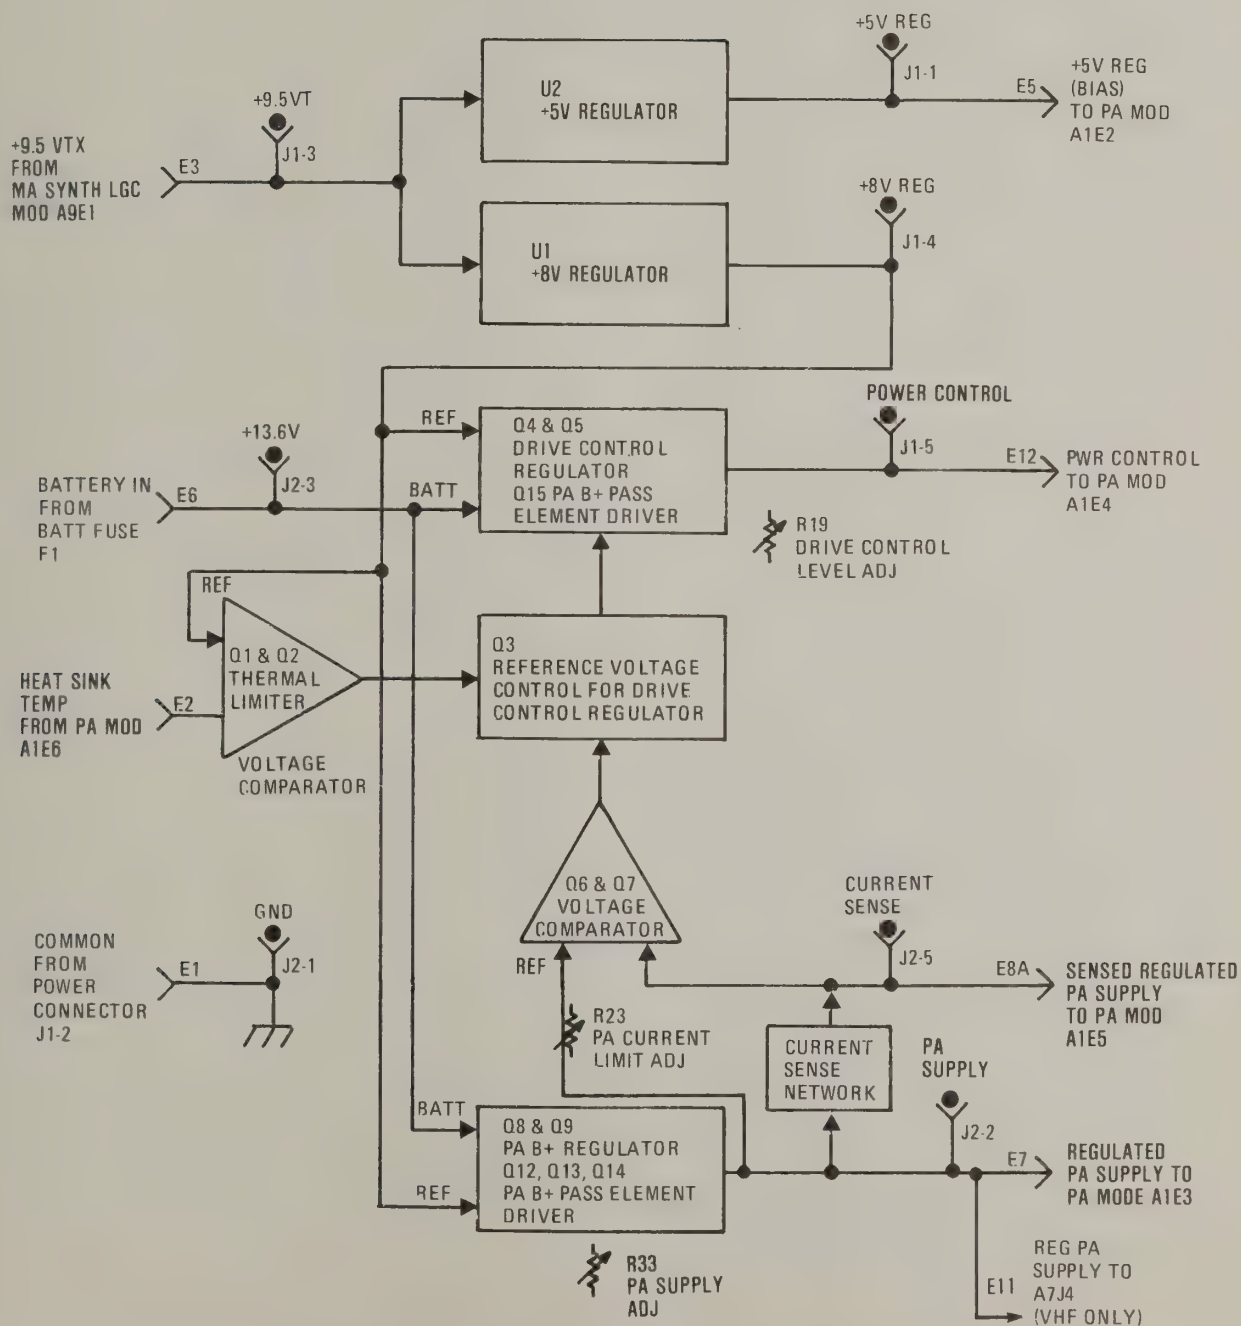 +5V REG
J1-1
E5
+5V REG
(BIAS)
TO PA MOD
A1E2
U2
+5V REGULATOR
+9.5VT
J1-3
+9.5 VTX
FROM
MA SYNTH LGC
MOD A9E1
E3
+8V REG
J1-4
U1
+8V REGULATOR
POWER CONTROL
J1-5
E12
PWR CONTROL
TO PA MOD
A1E4
REF
Q4 & Q5
DRIVE CONTROL
REGULATOR
Q15 PA B+ PASS
ELEMENT DRIVER
+13.6V
J2-3
BATT
BATTERY IN
FROM
BATT FUSE
F1
E6
R19
DRIVE CONTROL
LEVEL ADJ
REF
Q1 & Q2
THERMAL
LIMITER
VOLTAGE
COMPARATOR
HEAT SINK
TEMP
FROM PA MOD
A1E6
E2
Q3
REFERENCE VOLTAGE
CONTROL FOR DRIVE
CONTROL REGULATOR
Q6 & Q7
VOLTAGE
COMPARATOR
REF
CURRENT
SENSE
J2-5
E8A
SENSED REGULATED
PA SUPPLY
TO PA MOD
A1E5
GND
J2-1
COMMON
FROM
POWER
CONNECTOR
J1-2
E1
R23
PA CURRENT
LIMIT ADJ
CURRENT
SENSE
NETWORK
PA
SUPPLY
J2-2
BATT
REF
Q8 & Q9
PA B+ REGULATOR
Q12, Q13, Q14
PA B+ PASS ELEMENT
DRIVER
E7
REGULATED
PA SUPPLY TO
PA MODE A1E3
R33
PA SUPPLY
ADJ
E11
REG PA
SUPPLY TO
A7J4
(VHF ONLY)